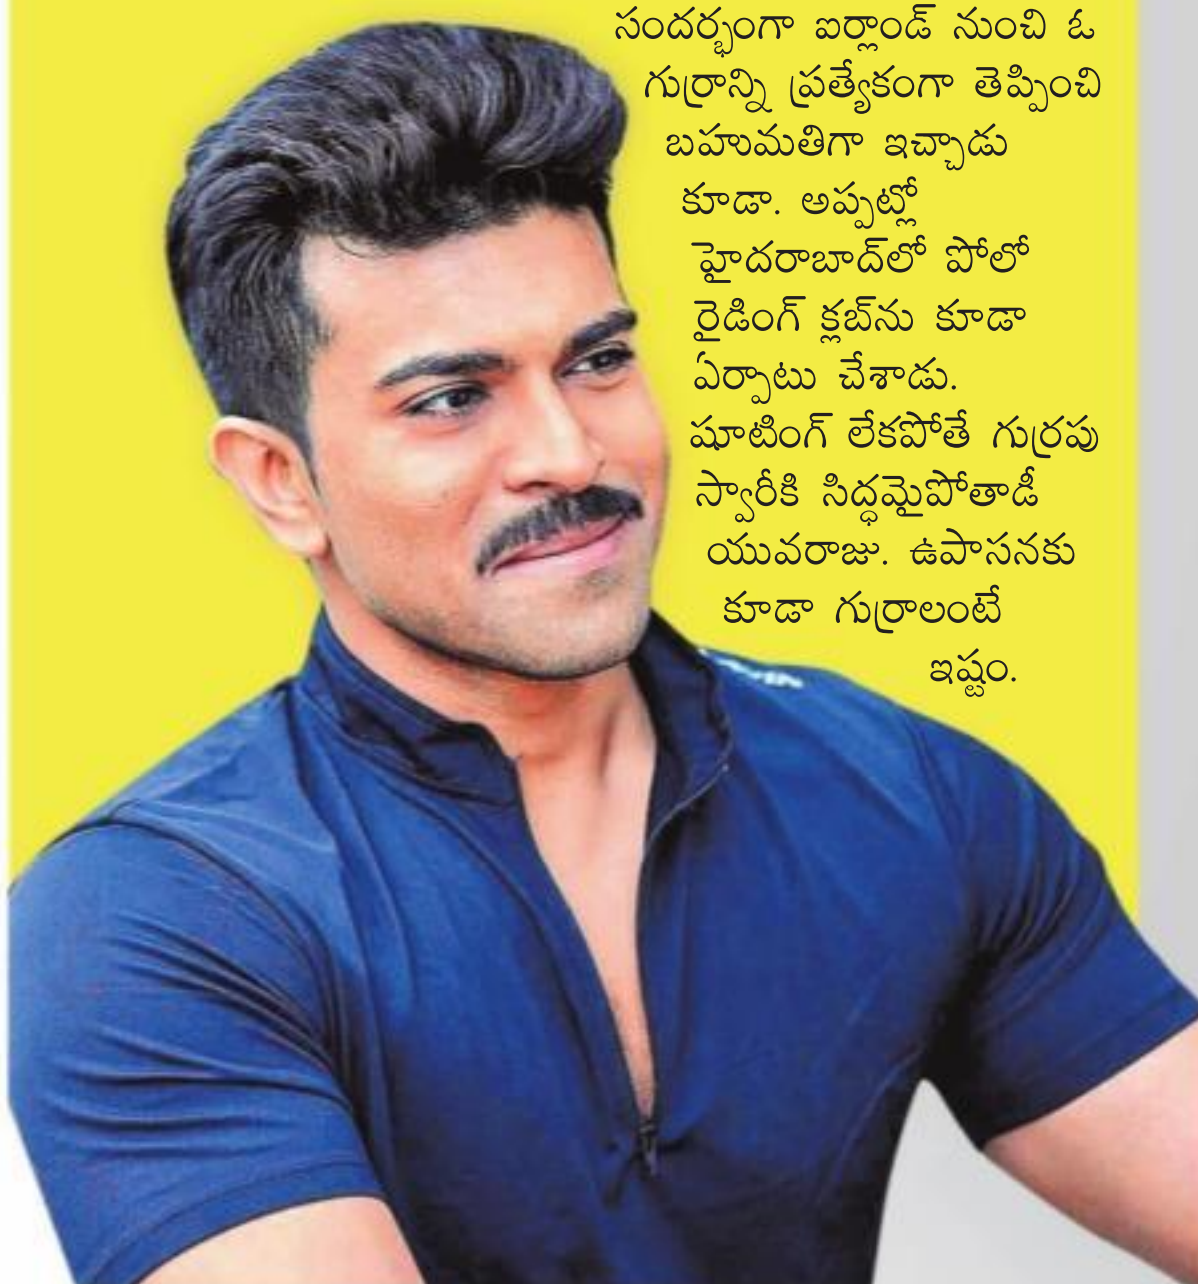 సందర్భంగా ఐర్లాండ్ నుంచి ఓ
గుర్రాన్ని ప్రత్యేకంగా తెప్పించి
బహుమతిగా ఇచ్చాడు
కూడా. అప్పట్లో
హైదరాబాద్‌లో పోలో
రైడింగ్ క్లబ్‌ను కూడా
ఏర్పాటు చేశాడు.
షూటింగ్ లేకపోతే గుర్రపు
స్వారీకి సిద్ధమైపోతాడీ
యువరాజు. ఉపాసనకు
కూడా గుర్రాలంటే
ఇష్టం.